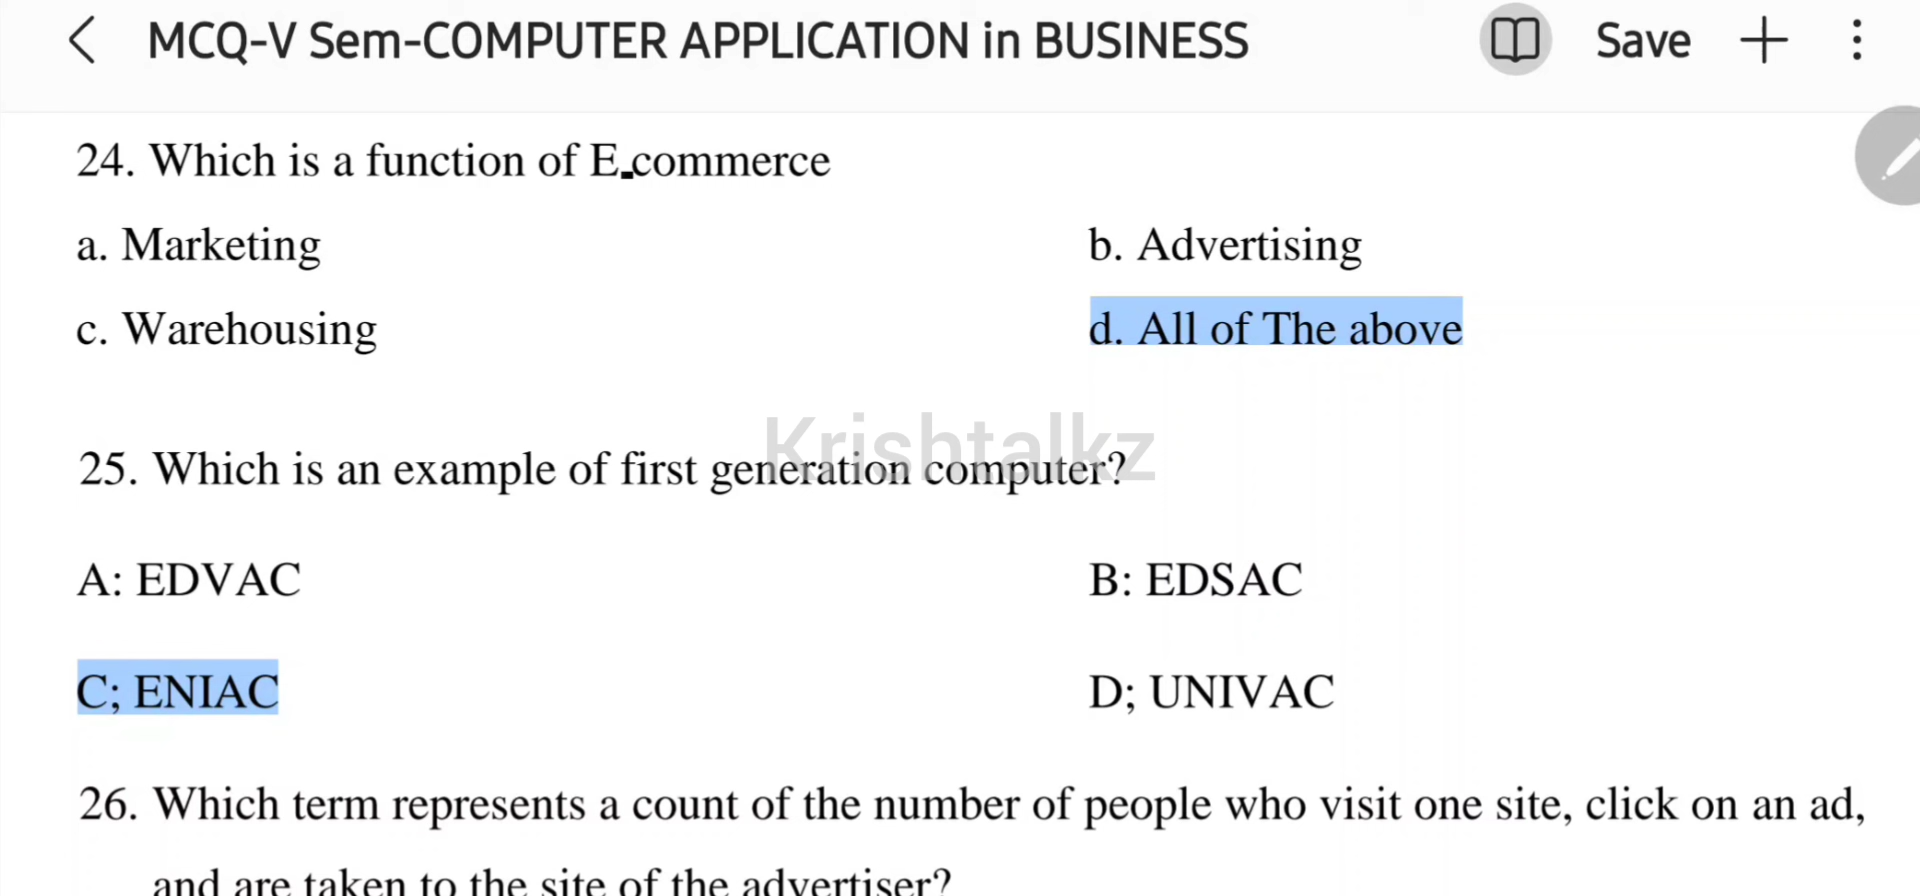 MCQ-V Sem-COMPUTER APPLICATION in BUSINESS Save
24. Which is a function of E-commerce
a. Marketing b. Advertising
c. Warehousing d. All of The above
Krishtalkz
25. Which is an example of first generation computer?
A: EDVAC B: EDSAC
C; ENIAC D; UNIVAC
26. Which term represents a count of the number of people who visit one site, click on an ad,
and are taken to the site of the advertiser?